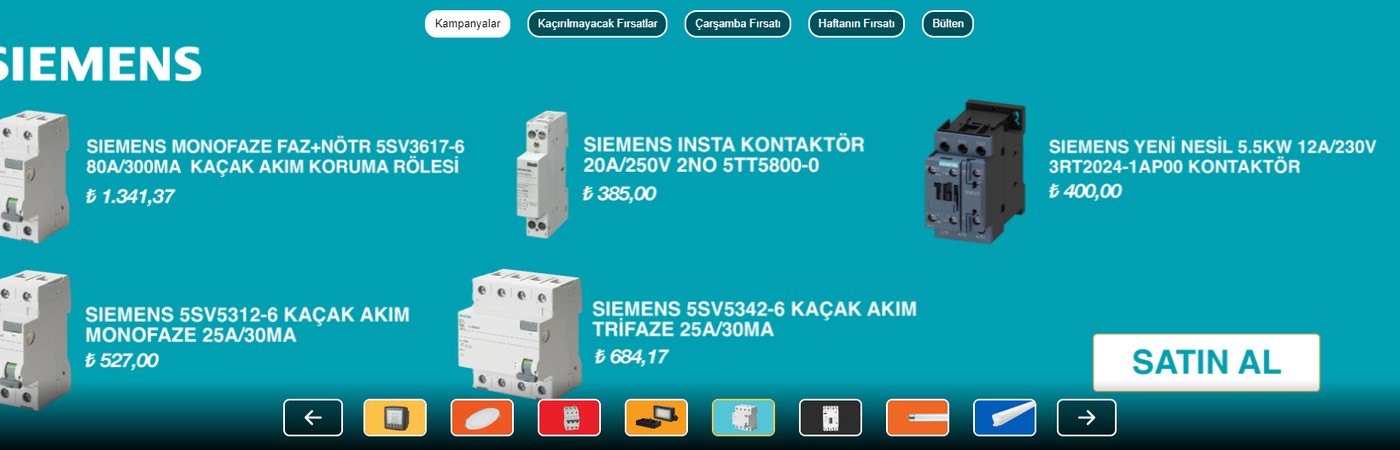 Kampanyalar
Kaçırılmayacak Fırsatlar
Çarşamba Fırsatı
Haftanın Fırsatı
Bülten
SIEMENS
SIEMENS MONOFAZE FAZ+NÖTR 5SV3617-6
80A/300MA KAÇAK AKIM KORUMA RÖLESİ
₺ 1.341,37
SIEMENS INSTA KONTAKTÖR
20A/250V 2NO 5TT5800-0
₺ 385,00
SIEMENS YENİ NESİL 5.5KW 12A/230V
3RT2024-1AP00 KONTAKTÖR
₺ 400,00
SIEMENS 5SV5312-6 KAÇAK AKIM
MONOFAZE 25A/30MA
₺ 527,00
SIEMENS 5SV5342-6 KAÇAK AKIM
TRİFAZE 25A/30MA
₺ 684,17
SATIN AL